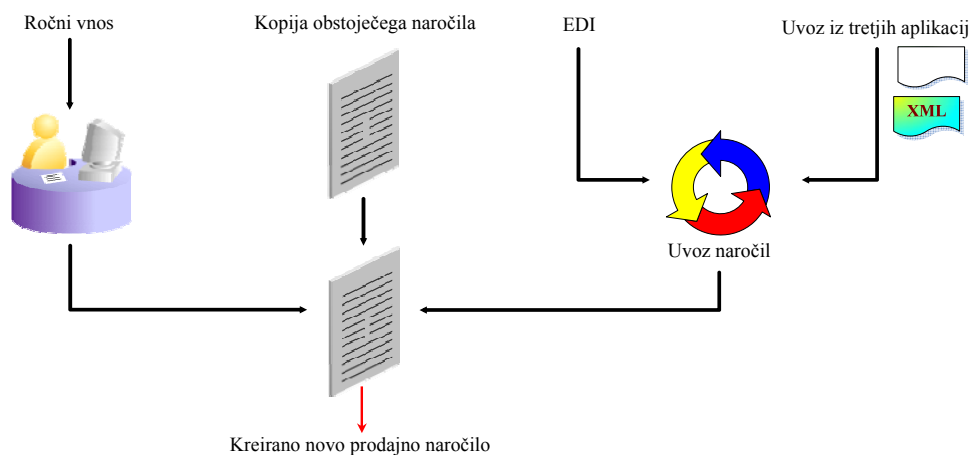 Ročni vnos
Kopija obstoječega naročila
EDI
Uvoz iz tretjih aplikacij
XML
Uvoz naročil
Kreirano novo prodajno naročilo